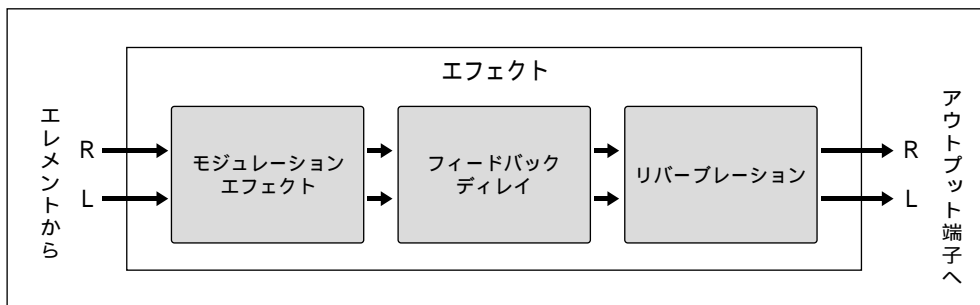 エフェクト
エレメントから
R
L
モジュレーション
エフェクト
フィードバック
ディレイ
リバーブレーション
R
L
アウトプット端子へ